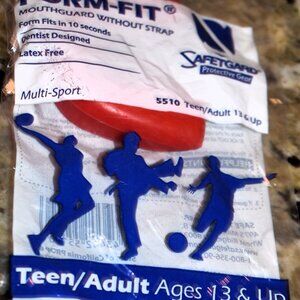 FORM-FIT®
MOUTHGUARD WITHOUT STRAP
Form Fits in 10 seconds
Dentist Designed
Latex Free
SAFETGARD
Protective Gear
Multi-Sport
5510 Teen/Adult 13 & Up
Teen/Adult Ages 13 & Up